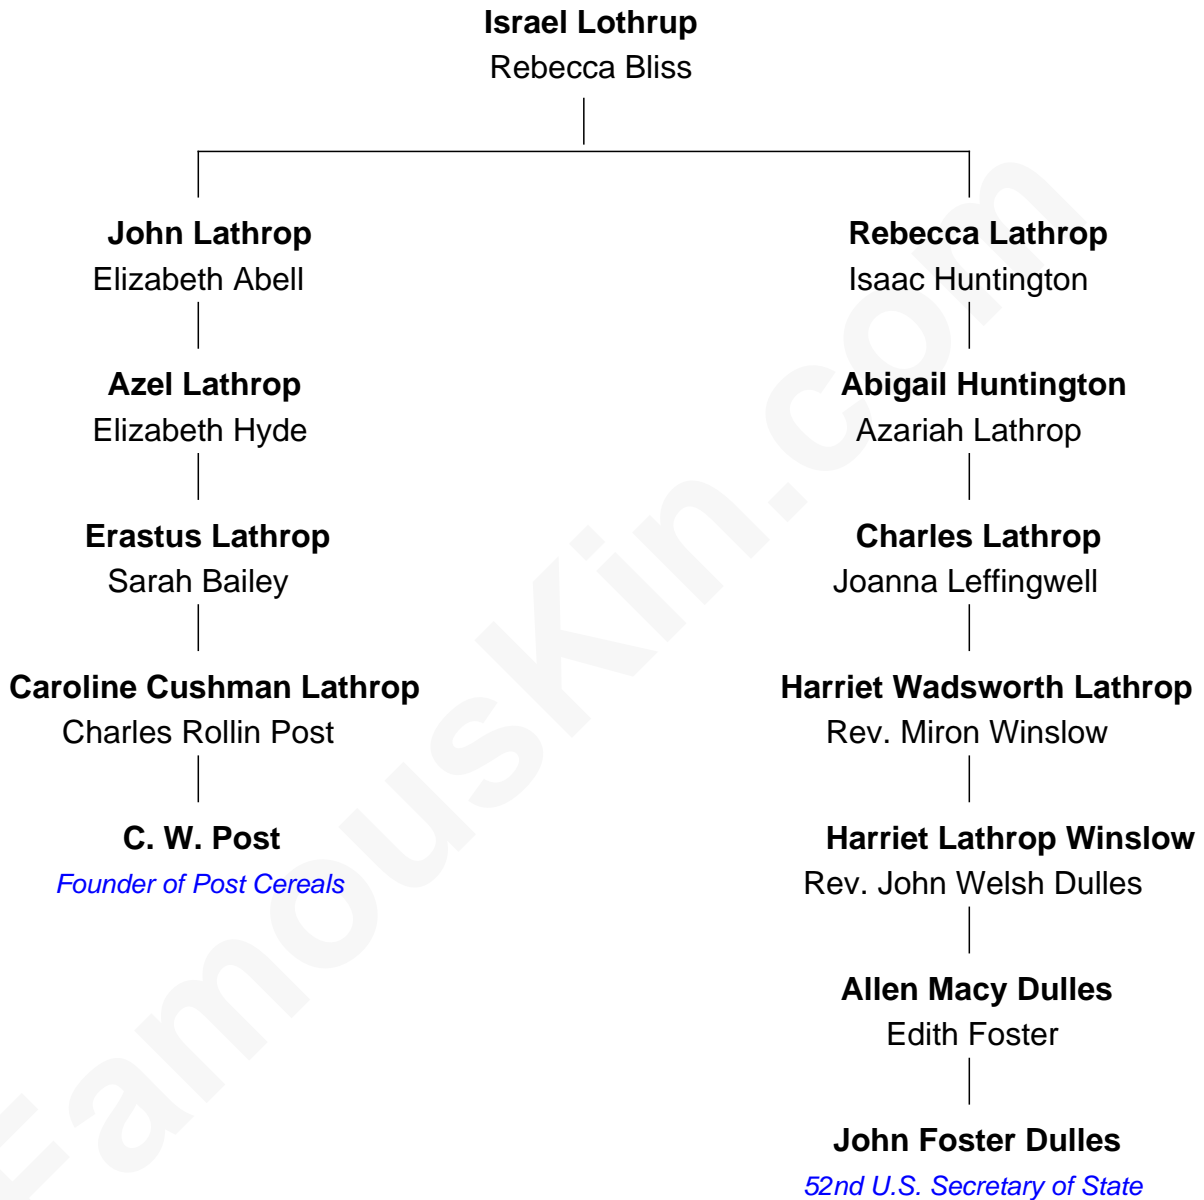 Israel Lothrup
Rebecca Bliss
John Lathrop
Elizabeth Abell
Azel Lathrop
Elizabeth Hyde
Erastus Lathrop
Sarah Bailey
Caroline Cushman Lathrop
Charles Rollin Post
C. W. Post
Founder of Post Cereals
Rebecca Lathrop
Isaac Huntington
Abigail Huntington
Azariah Lathrop
Charles Lathrop
Joanna Leffingwell
Harriet Wadsworth Lathrop
Rev. Miron Winslow
Harriet Lathrop Winslow
Rev. John Welsh Dulles
Allen Macy Dulles
Edith Foster
John Foster Dulles
52nd U.S. Secretary of State
FamousKin.com